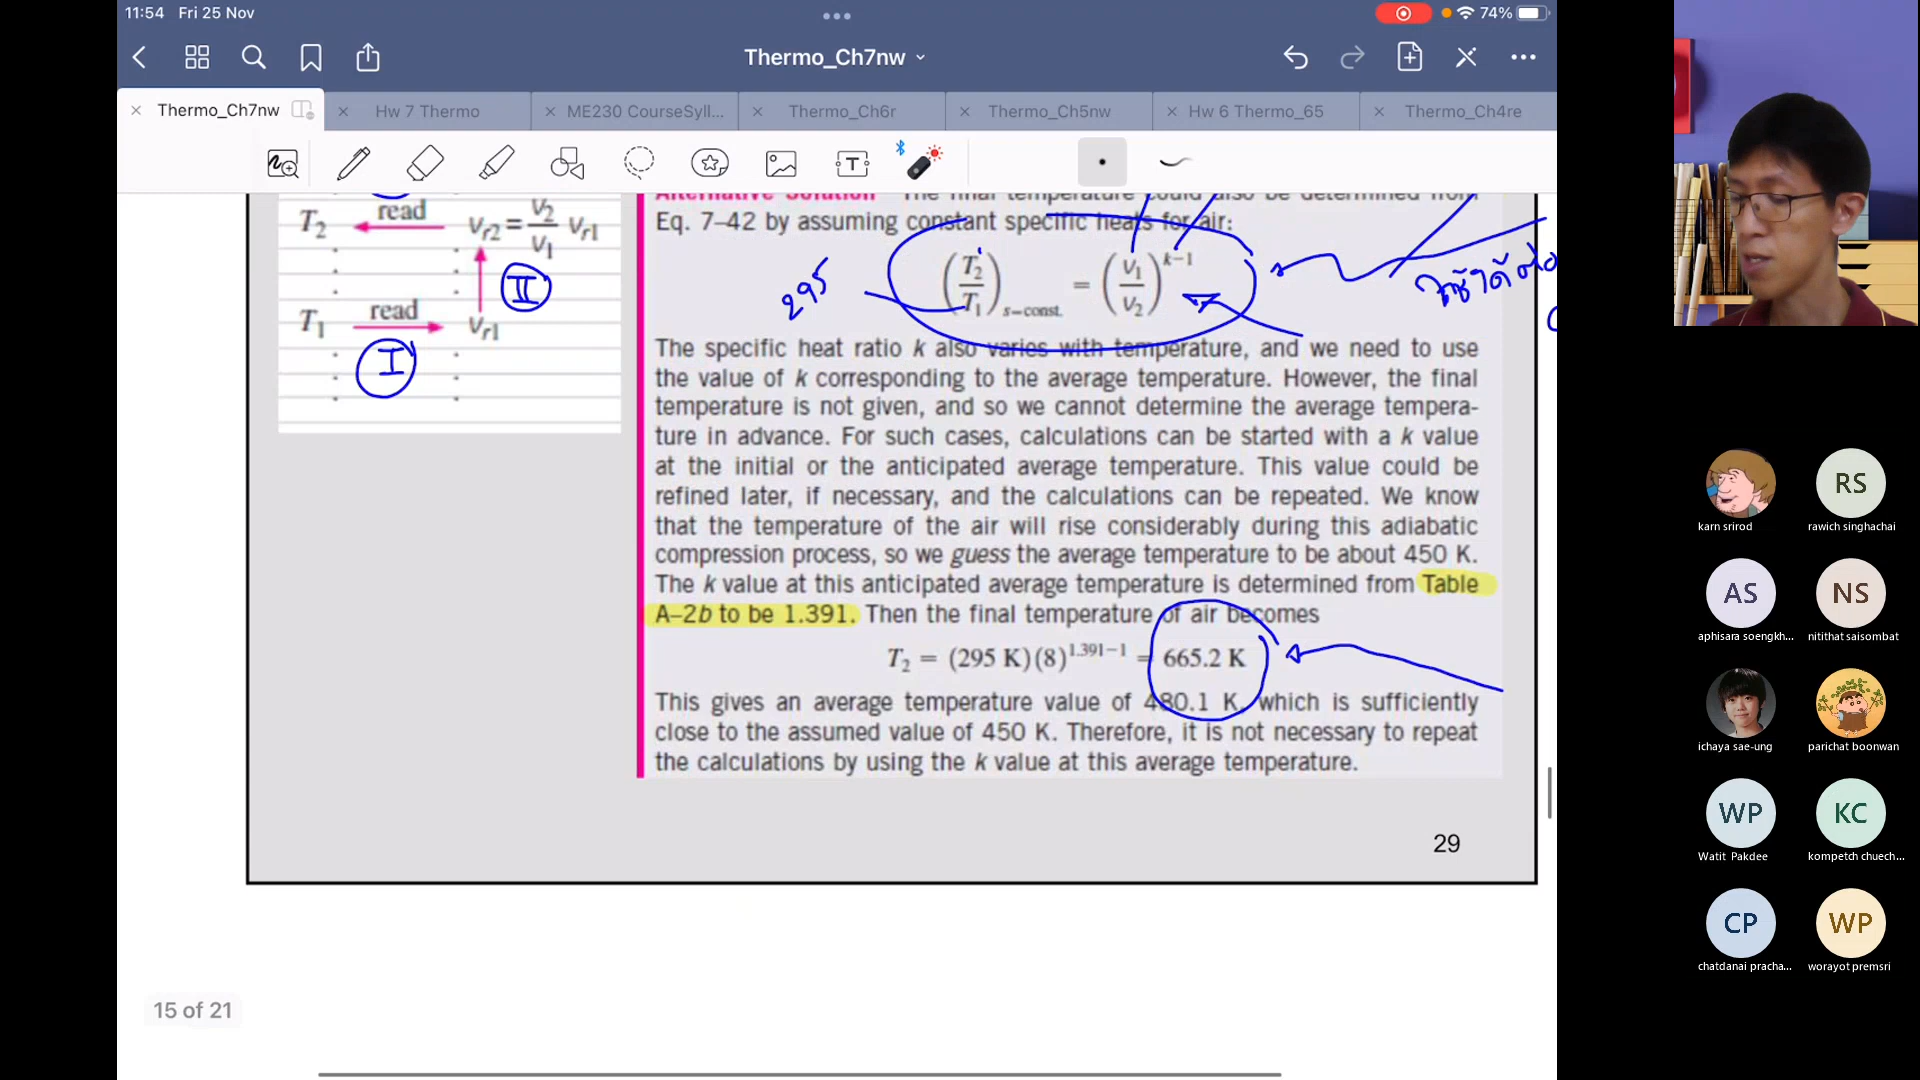 11:54 Fri 25 Nov
74%
Thermo_Ch7nw
Thermo_Ch7nw
Hw 7 Thermo
ME230 CourseSyll...
Thermo_Ch6r
Thermo_Ch5nw
Hw 6 Thermo_65
Thermo_Ch4re
T2 read vr2 = V2/V1 vr1
II
T1 read vr1
I
Alternative Solution The final temperature could also be determined from
Eq. 7–42 by assuming constant specific heats for air:
295
(T2/T1)s=const. = (V1/V2)^k−1
The specific heat ratio k also varies with temperature, and we need to use
the value of k corresponding to the average temperature. However, the final
temperature is not given, and so we cannot determine the average tempera-
ture in advance. For such cases, calculations can be started with a k value
at the initial or the anticipated average temperature. This value could be
refined later, if necessary, and the calculations can be repeated. We know
that the temperature of the air will rise considerably during this adiabatic
compression process, so we guess the average temperature to be about 450 K.
The k value at this anticipated average temperature is determined from Table
A–2b to be 1.391. Then the final temperature of air becomes
T2 = (295 K)(8)^1.391−1 = 665.2 K
This gives an average temperature value of 480.1 K, which is sufficiently
close to the assumed value of 450 K. Therefore, it is not necessary to repeat
the calculations by using the k value at this average temperature.
29
15 of 21
karn srirod
RS
rawich singhachai
AS
aphisara soengkh...
NS
nitithat saisombat
ichaya sae-ung
parichat boonwan
WP
Watit Pakdee
KC
kompetch chuech...
CP
chatdanai pracha...
WP
worayot premsri